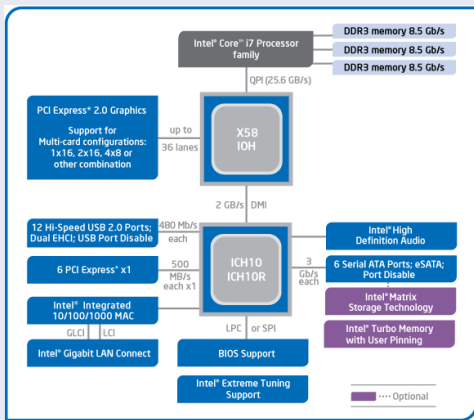 Intel® Core™ i7 Processor
family
DDR3 memory 8.5 Gb/s
DDR3 memory 8.5 Gb/s
DDR3 memory 8.5 Gb/s
QPI (25.6 GB/s)
PCI Express* 2.0 Graphics
Support for
Multi-card configurations:
1x16, 2x16, 4x8 or
other combination
up to
36 lanes
X58
IOH
2 GB/s DMI
12 Hi-Speed USB 2.0 Ports;
Dual EHCI; USB Port Disable
480 Mb/s
each
Intel® High
Definition Audio
6 PCI Express* x1
500
MB/s
each x1
ICH10
ICH10R
3
Gb/s
each
6 Serial ATA Ports; eSATA;
Port Disable
Intel® Integrated
10/100/1000 MAC
Intel® Matrix
Storage Technology
GLCI LCI
LPC or SPI
Intel® Turbo Memory
with User Pinning
Intel® Gigabit LAN Connect
BIOS Support
Intel® Extreme Tuning
Support
Optional